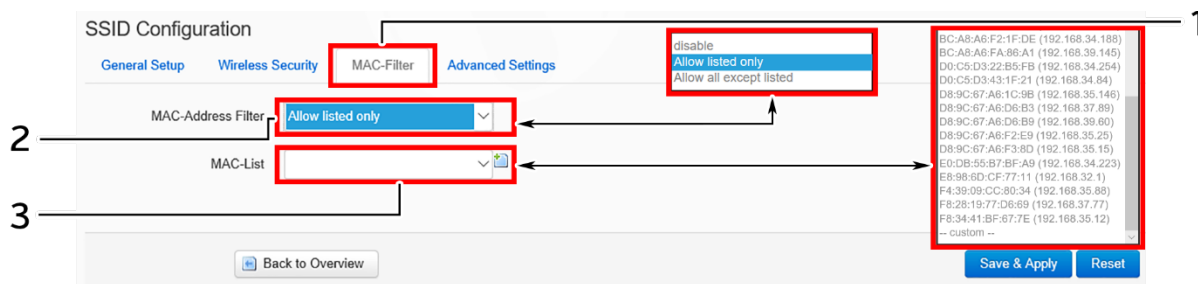 1
SSID Configuration
General Setup Wireless Security MAC-Filter Advanced Settings
MAC-Address Filter Allow listed only
disable
Allow listed only
Allow all except listed
2
MAC-List
3
BC:A8:A6:F2:1F:DE (192.168.34.188)
BC:A8:A6:FA:86:A1 (192.168.39.145)
D0:C5:D3:22:B5:FB (192.168.34.254)
D0:C5:D3:43:1F:21 (192.168.34.84)
D8:9C:67:A6:1C:9B (192.168.35.146)
D8:9C:67:A6:D6:B3 (192.168.37.89)
D8:9C:67:A6:D6:B9 (192.168.39.60)
D8:9C:67:A6:F2:E9 (192.168.35.25)
D8:9C:67:A6:F3:8D (192.168.35.15)
E0:DB:55:B7:BF:A9 (192.168.34.223)
E8:98:6D:CF:77:11 (192.168.32.1)
F4:39:09:CC:80:34 (192.168.35.88)
F8:28:19:77:D6:69 (192.168.37.77)
F8:34:41:BF:67:7E (192.168.35.12)
-- custom --
Back to Overview
Save & Apply Reset